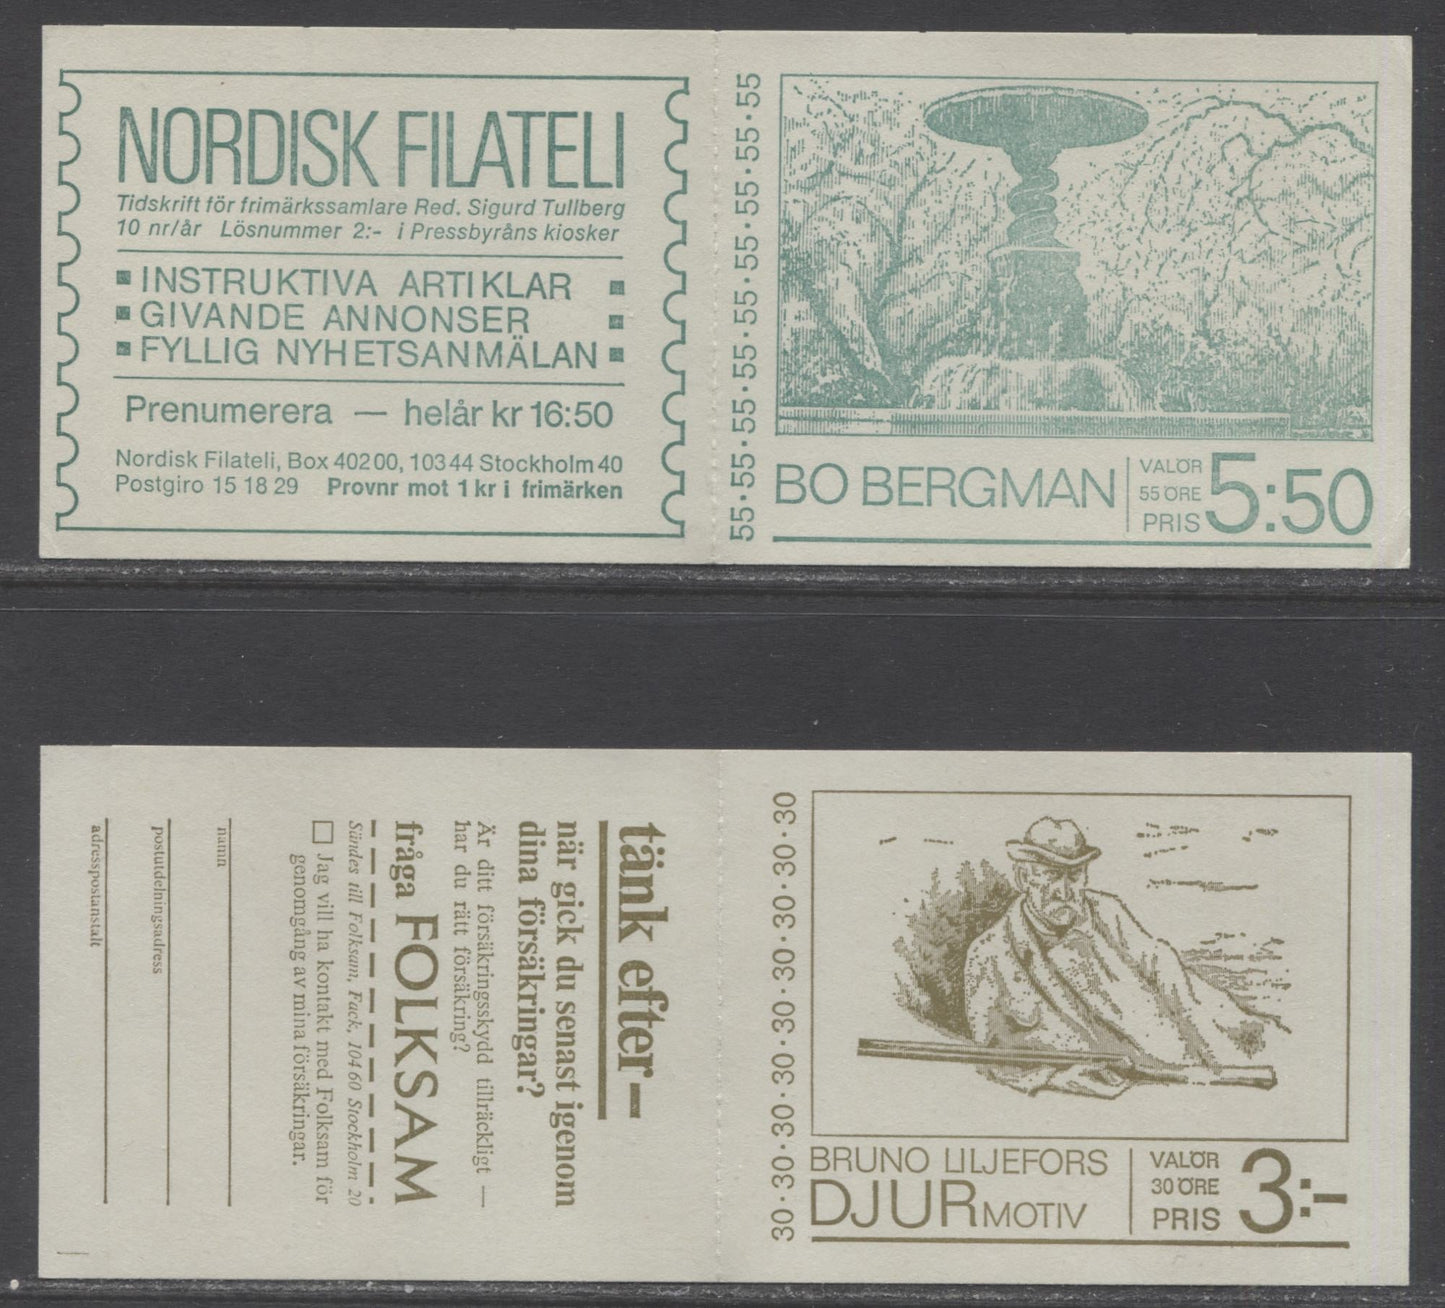 NORDISK FILATELI
Tidskrift för frimärkssamlare Red. Sigurd Tullberg
10 nr/år Lösnummer 2:- i Pressbyråns kiosker
INSTRUKTIVA ARTIKLAR
GIVANDE ANNONSER
FYLLIG NYHETSANMÄLAN
Prenumerera — helår kr 16:50
Nordisk Filateli, Box 402 00, 103 44 Stockholm 40
Postgiro 15 18 29 Provnr mot 1 kr i frimärken
55·55·55·55·55·55·55·55
BO BERGMAN
VALÖR
55 ÖRE
PRIS
5:50
tänk efter–
när gick du senast igenom
dina försäkringar?
Är ditt försäkringsskydd tillräckligt —
har du rätt försäkring?
fråga FOLKSAM
Sändes till Folksam, Fack, 104 60 Stockholm 20
Jag vill ha kontakt med Folksam för
genomgång av mina försäkringar.
namn
postutdelningsadress
adresspostanstalt
30·30·30·30·30·30·30·30
BRUNO LILJEFORS
DJURMOTIV
VALÖR
30 ÖRE
PRIS
3:-